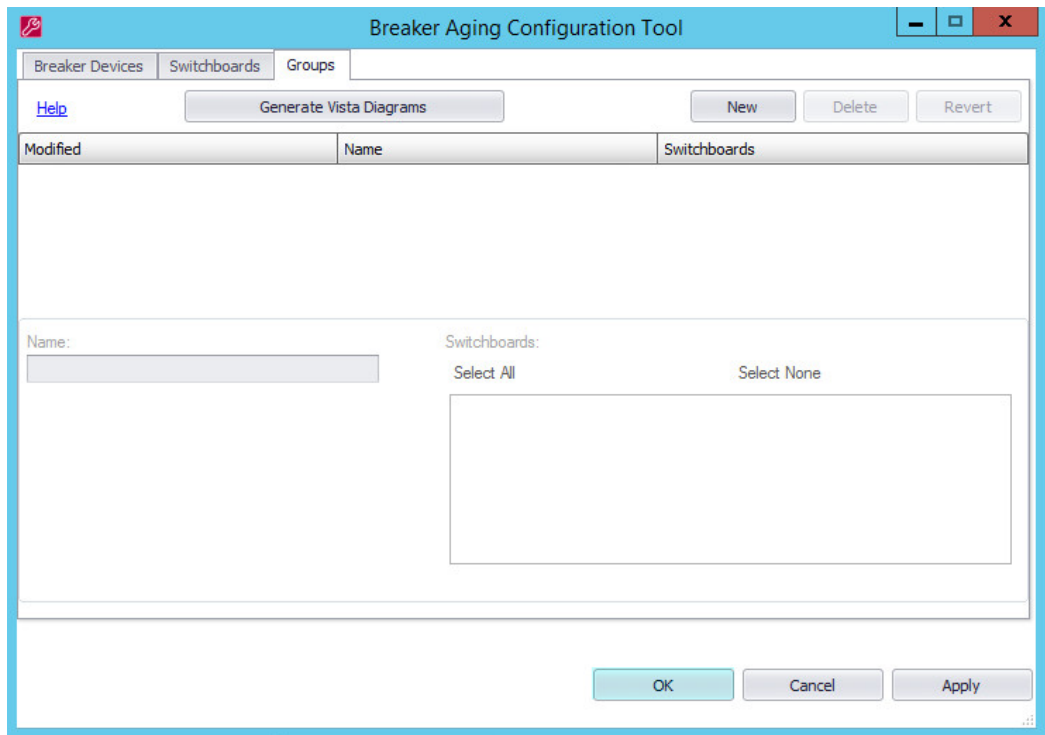 Breaker Aging Configuration Tool
Breaker Devices Switchboards Groups
Help Generate Vista Diagrams New Delete Revert
Modified Name Switchboards
Name: Switchboards:
Select All Select None
OK Cancel Apply